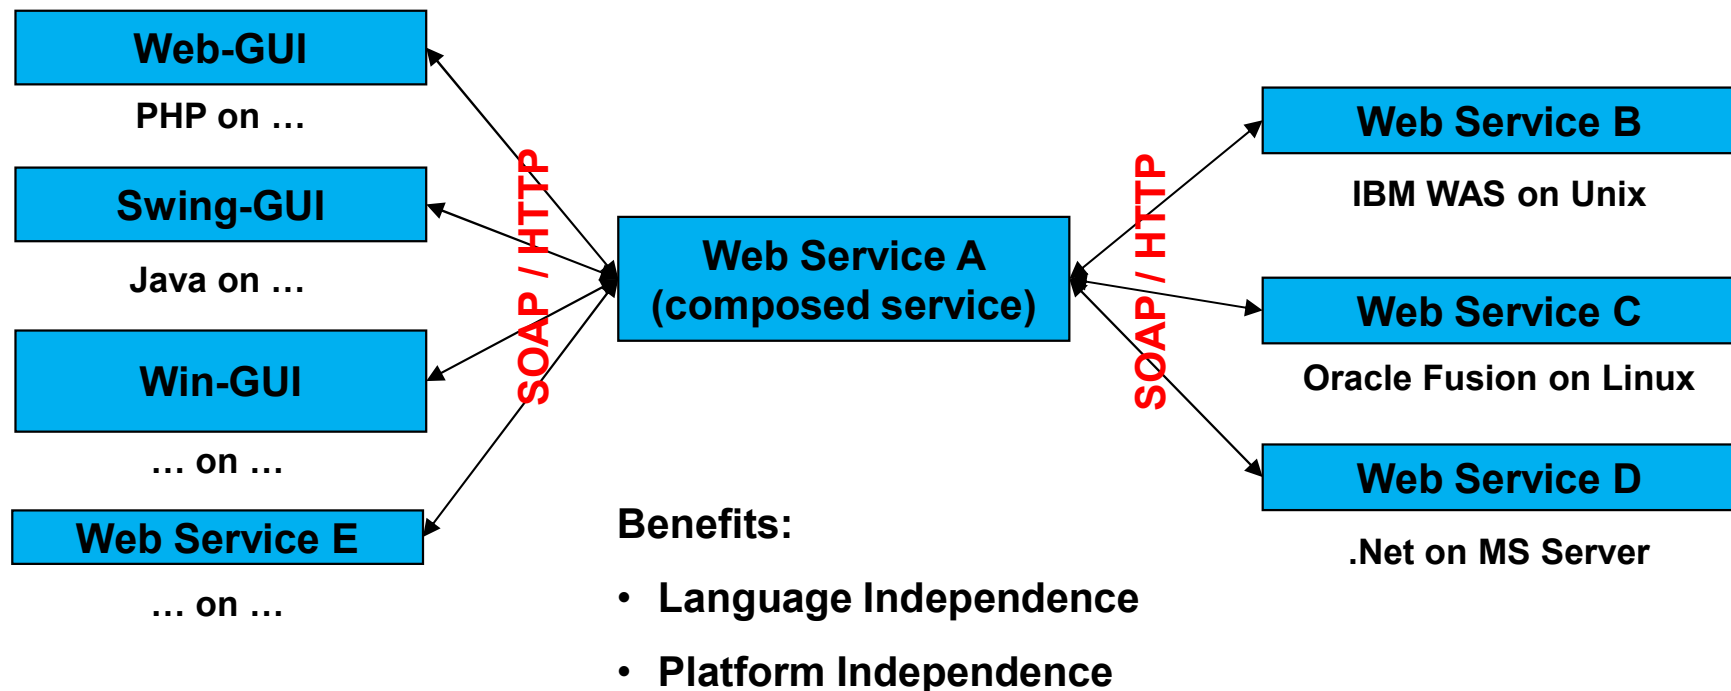 Web-GUI
PHP on …
Swing-GUI
Java on …
Win-GUI
… on …
Web Service E
… on …
SOAP / HTTP
Web Service A
(composed service)
SOAP / HTTP
Web Service B
IBM WAS on Unix
Web Service C
Oracle Fusion on Linux
Web Service D
.Net on MS Server
Benefits:
• Language Independence
• Platform Independence